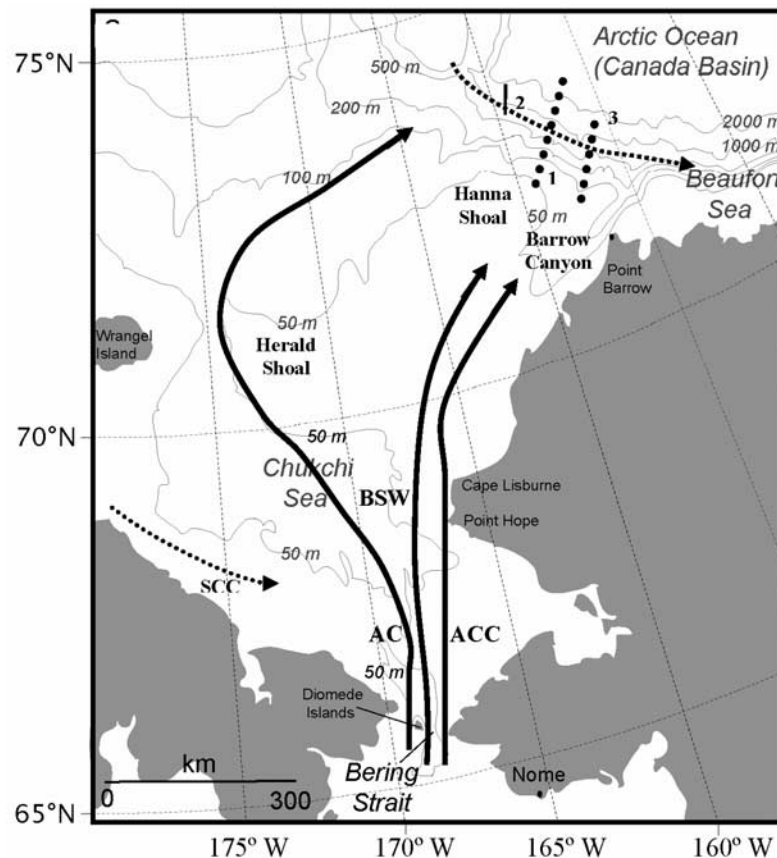 75°N
500 m
Arctic Ocean
(Canada Basin)
200 m
2
3
2000 m
1000 m
100 m
1
Hanna
Shoal
Beaufort
Sea
50 m
Barrow
Canyon
Point
Barrow
Wrangel
Island
50 m
Herald
Shoal
70°N
50 m
Chukchi
Sea
BSW
Cape Lisburne
Point Hope
50 m
SCC
AC
ACC
50 m
Diomede
Islands
km
0
300
Bering
Strait
Nome
65°N
175° W
170° W
165° W
160° W